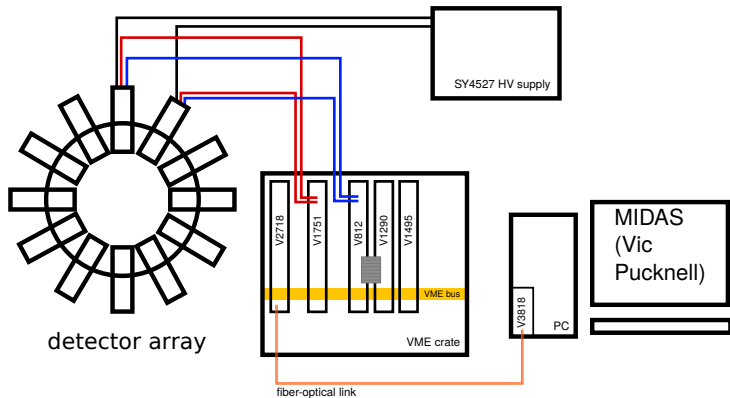 SY4527 HV supply
V2718
V1751
V812
V1290
V1495
VME bus
VME crate
detector array
fiber-optical link
V3818
PC
MIDAS
(Vic
Pucknell)